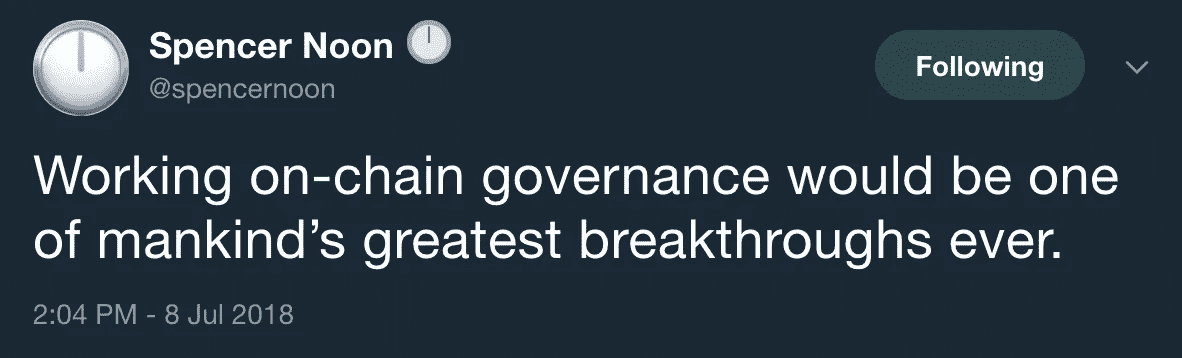 Spencer Noon
@spencernoon
Following
Working on-chain governance would be one
of mankind’s greatest breakthroughs ever.
2:04 PM - 8 Jul 2018